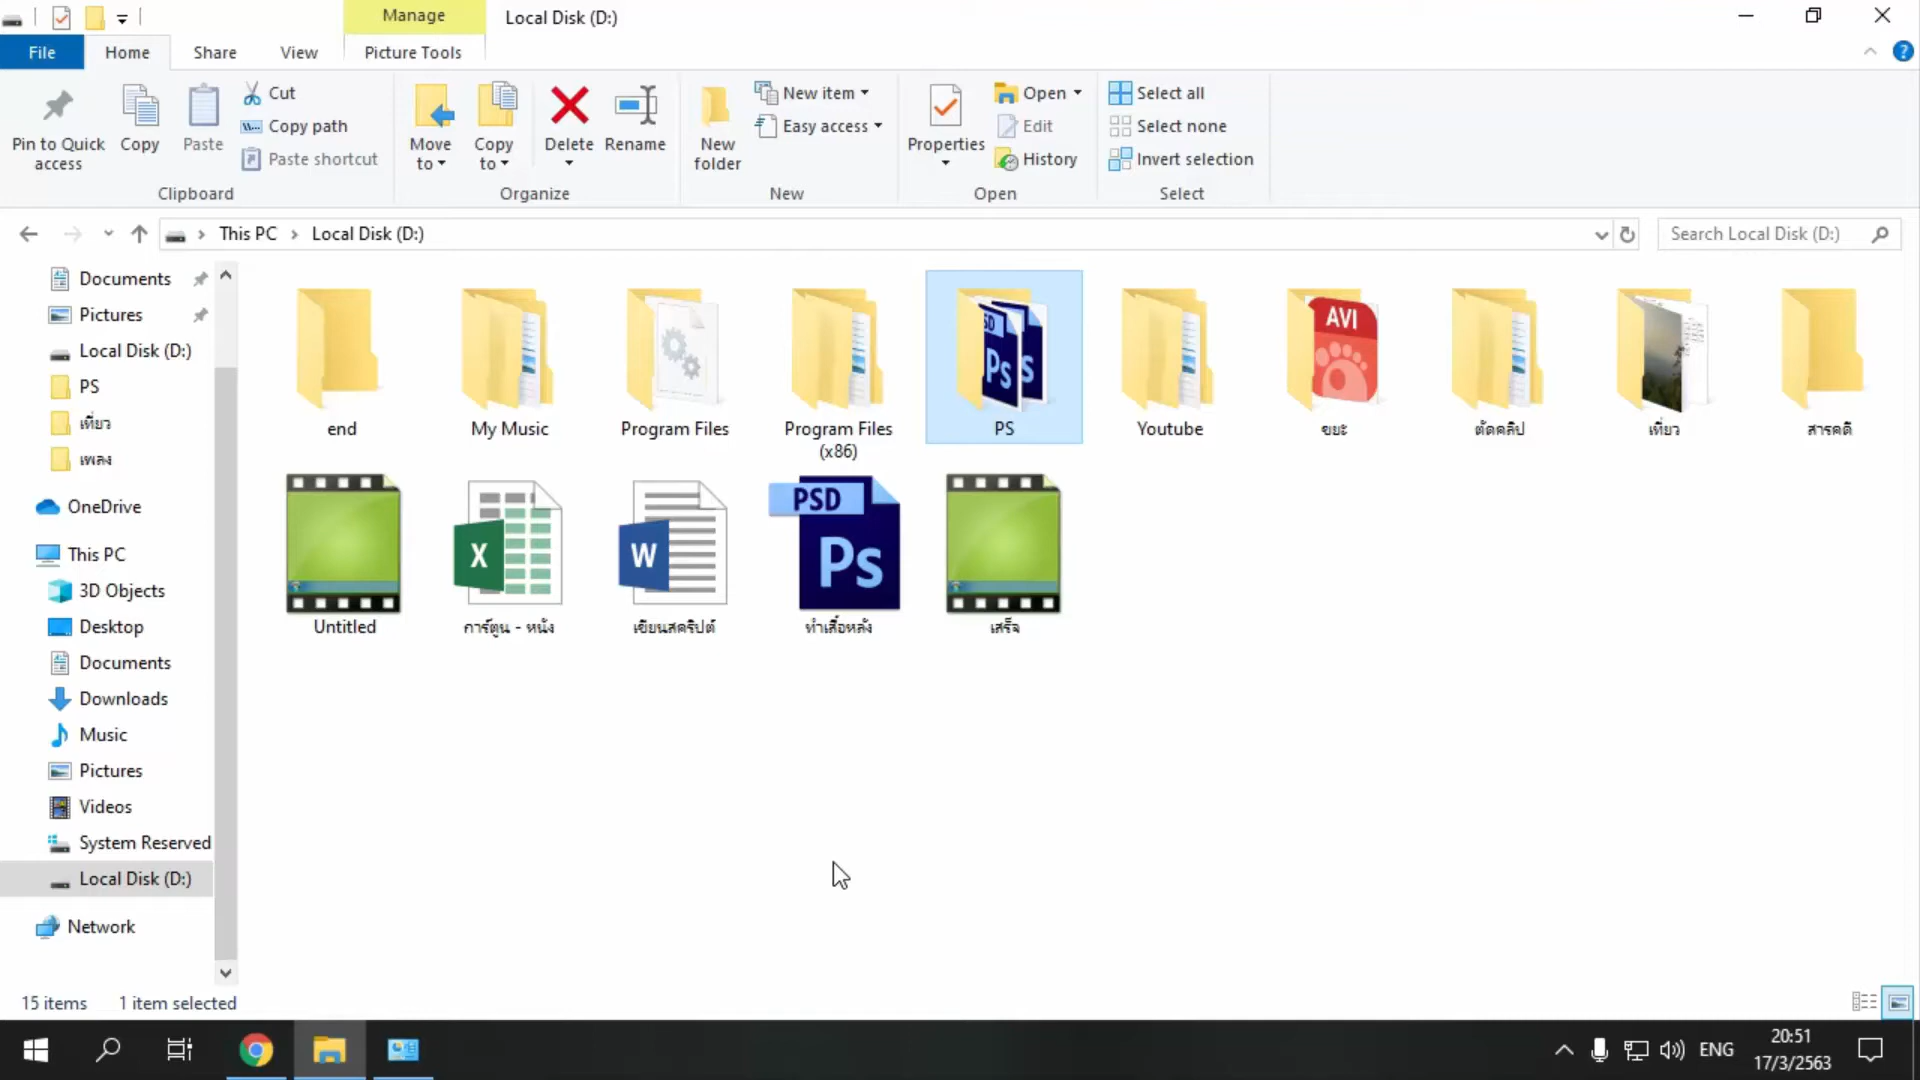 Manage
Local Disk (D:)
File
Home
Share
View
Picture Tools
Pin to Quick
access
Copy
Paste
Cut
Copy path
Paste shortcut
Clipboard
Move
to
Copy
to
Delete
Rename
Organize
New
folder
New item
Easy access
New
Properties
Open
Edit
History
Open
Select all
Select none
Invert selection
Select
This PC
Local Disk (D:)
Search Local Disk (D:)
Documents
Pictures
Local Disk (D:)
PS
เที่ยว
เพลง
OneDrive
This PC
3D Objects
Desktop
Documents
Downloads
Music
Pictures
Videos
System Reserved
Local Disk (D:)
Network
end
My Music
Program Files
Program Files
(x86)
PS
Youtube
AVI
ขยะ
ตัดคลิป
เที่ยว
สารคดี
Untitled
X
การ์ตูน - หนัง
W
เขียนสคริปต์
PSD
Ps
ทำเสื้อหลัง
เสร็จ
15 items
1 item selected
ENG
20:51
17/3/2563